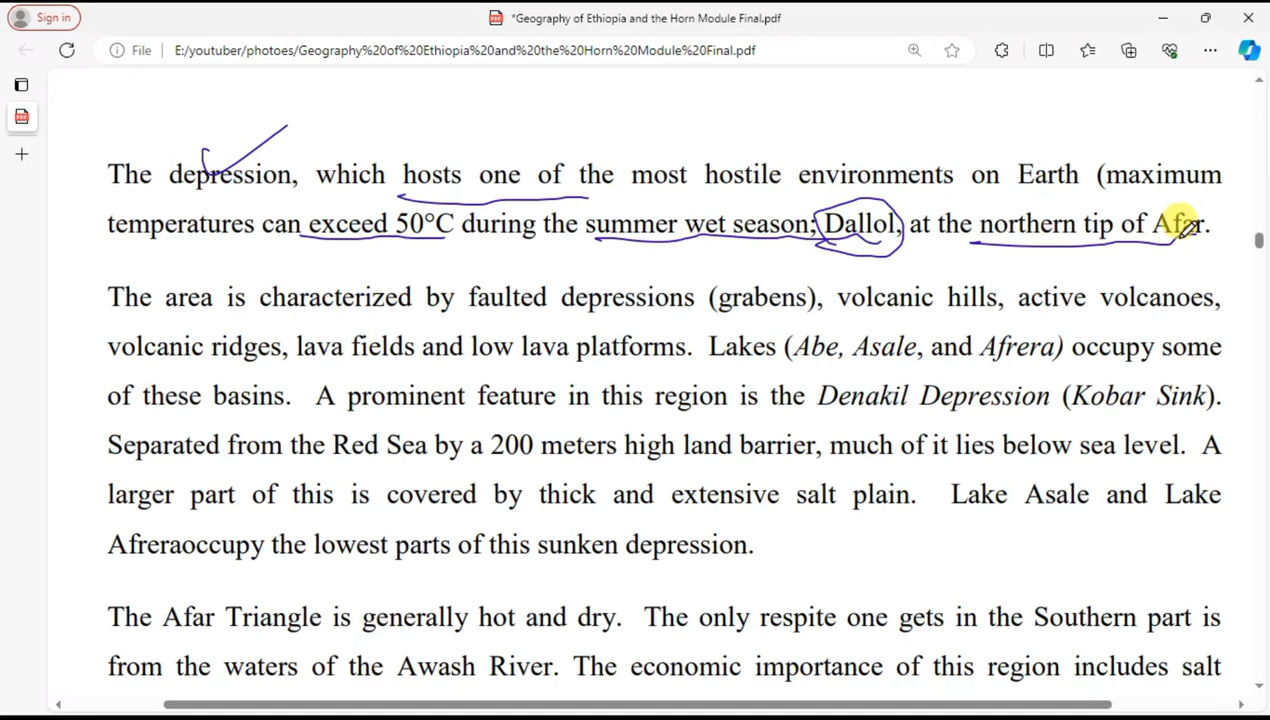 Sign in
*Geography of Ethiopia and the Horn Module Final.pdf
File
E:/youtuber/photoes/Geography%20of%20Ethiopia%20and%20the%20Horn%20Module%20Final.pdf
The depression, which hosts one of the most hostile environments on Earth (maximum
temperatures can exceed 50°C during the summer wet season; Dallol, at the northern tip of Afar.
The area is characterized by faulted depressions (grabens), volcanic hills, active volcanoes,
volcanic ridges, lava fields and low lava platforms. Lakes (Abe, Asale, and Afrera) occupy some
of these basins. A prominent feature in this region is the Denakil Depression (Kobar Sink).
Separated from the Red Sea by a 200 meters high land barrier, much of it lies below sea level. A
larger part of this is covered by thick and extensive salt plain. Lake Asale and Lake
Afreraoccupy the lowest parts of this sunken depression.
The Afar Triangle is generally hot and dry. The only respite one gets in the Southern part is
from the waters of the Awash River. The economic importance of this region includes salt